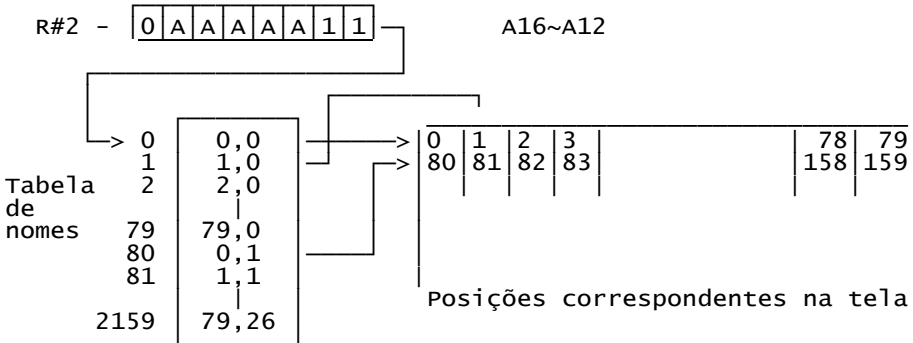 R#2 - 0 A A A A A 1 1 A16~A12
0 0,0 0 1 2 3 78 79
1 1,0 80 81 82 83 158 159
Tabela 2 2,0
de
nomes 79 79,0
80 0,1
81 1,1
Posições correspondentes na tela
2159 79,26